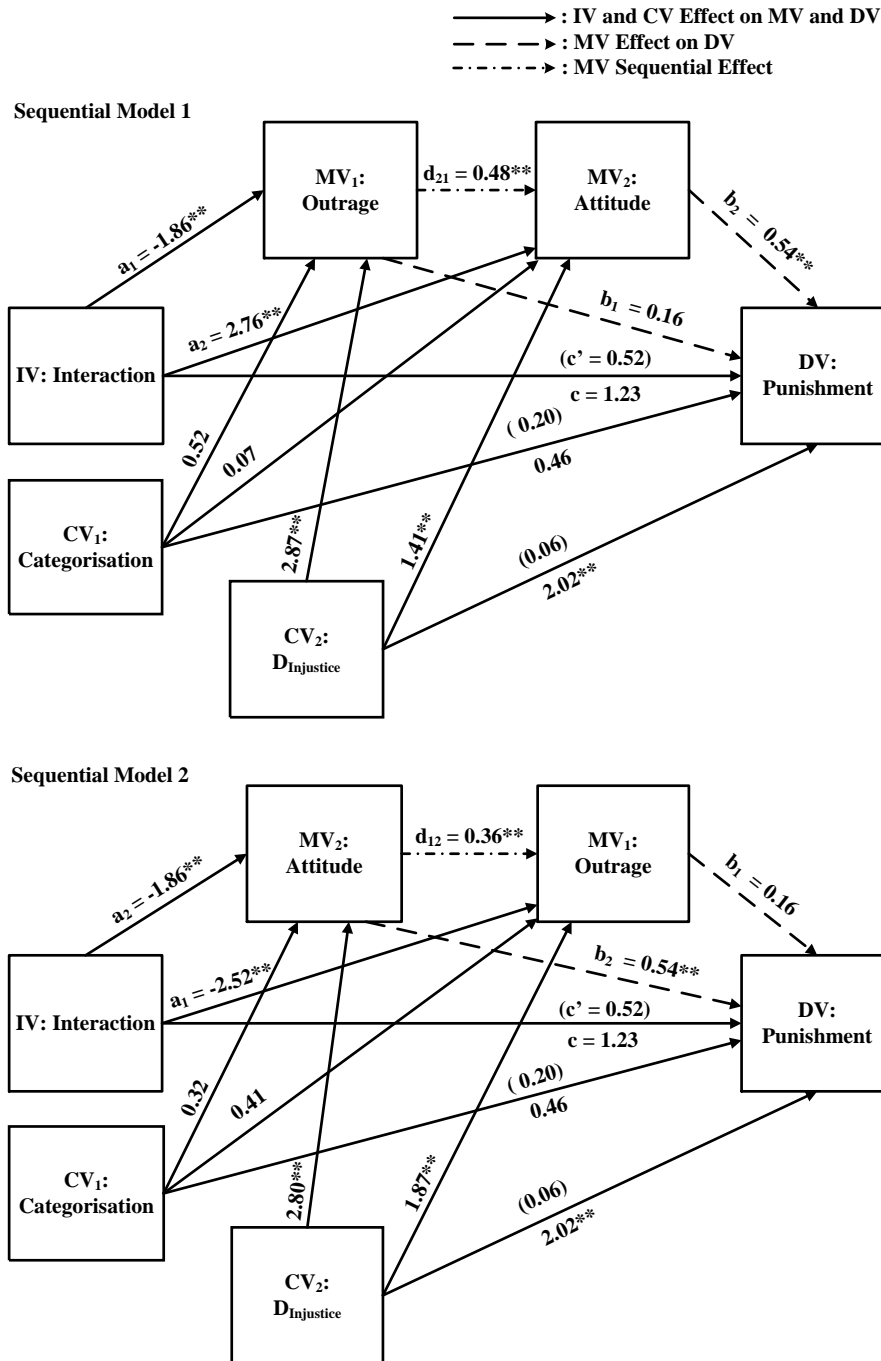 : IV and CV Effect on MV and DV
: MV Effect on DV
: MV Sequential Effect
Sequential Model 1
MV₁:
Outrage
d₂₁ = 0.48**
MV₂:
Attitude
a₁ = -1.86**
b₂ = 0.54**
a₂ = 2.76**
b₁ = 0.16
IV: Interaction
(c’ = 0.52)
c = 1.23
DV:
Punishment
0.52
0.07
( 0.20)
0.46
CV₁:
Categorisation
2.87**
1.41**
(0.06)
2.02**
CV₂:
D_Injustice
Sequential Model 2
MV₂:
Attitude
d₁₂ = 0.36**
MV₁:
Outrage
a₂ = -1.86**
b₁ = 0.16
a₁ = -2.52**
b₂ = 0.54**
IV: Interaction
(c’ = 0.52)
c = 1.23
DV:
Punishment
0.32
0.41
( 0.20)
0.46
CV₁:
Categorisation
2.80**
1.87**
(0.06)
2.02**
CV₂:
D_Injustice